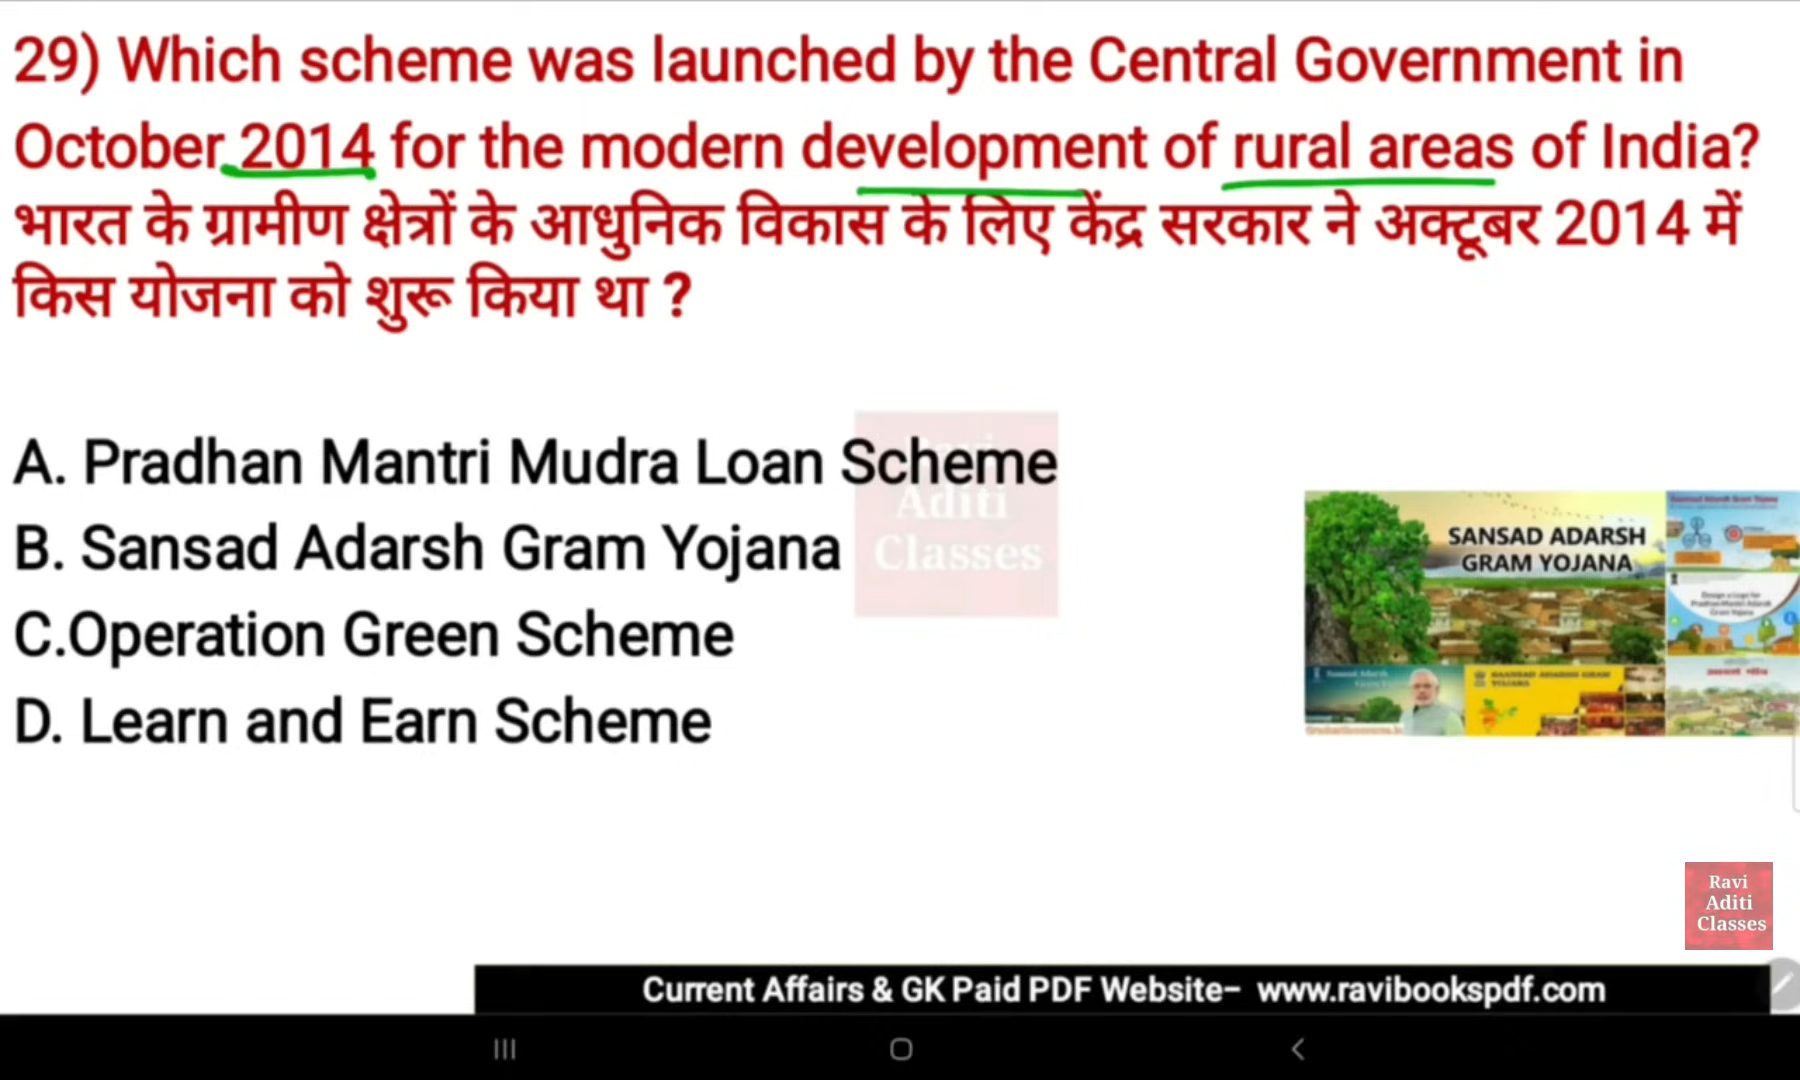 29) Which scheme was launched by the Central Government in
October 2014 for the modern development of rural areas of India?
भारत के ग्रामीण क्षेत्रों के आधुनिक विकास के लिए केंद्र सरकार ने अक्टूबर 2014 में
किस योजना को शुरू किया था ?
A. Pradhan Mantri Mudra Loan Scheme
B. Sansad Adarsh Gram Yojana
C.Operation Green Scheme
D. Learn and Earn Scheme
Ravi
Aditi
Classes
SANSAD ADARSH
GRAM YOJANA
Ravi
Aditi
Classes
Current Affairs & GK Paid PDF Website- www.ravibookspdf.com